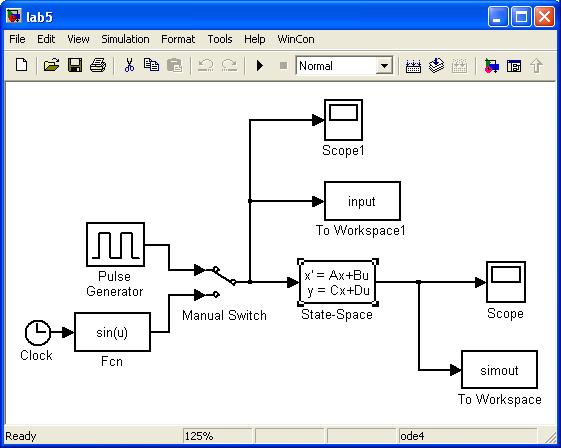 lab5
File Edit View Simulation Format Tools Help WinCon
Normal
Scope1
input
To Workspace1
Pulse
Generator
Manual Switch
x' = Ax+Bu
y = Cx+Du
State-Space
Scope
Clock
sin(u)
Fcn
simout
To Workspace
Ready 125% ode4